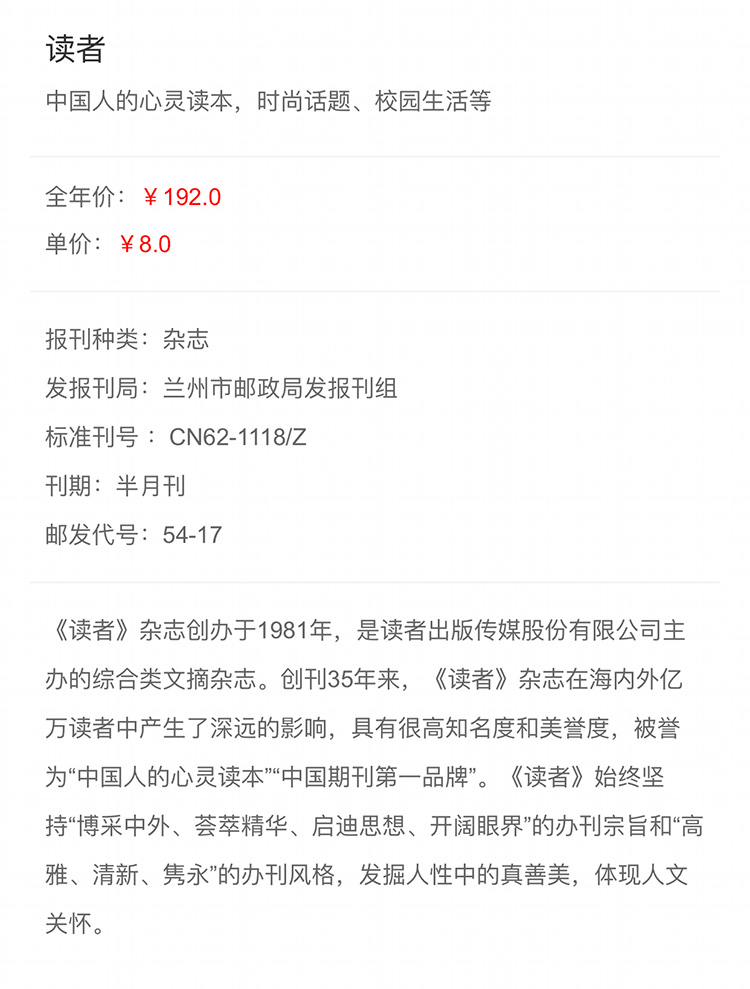 读者
中国人的心灵读本，时尚话题、校园生活等
全年价：￥192.0
单价：￥8.0
报刊种类：杂志
发报刊局：兰州市邮政局发报刊组
标准刊号 ：CN62-1118/Z
刊期：半月刊
邮发代号：54-17
《读者》杂志创办于1981年，是读者出版传媒股份有限公司主
办的综合类文摘杂志。创刊35年来，《读者》杂志在海内外亿
万读者中产生了深远的影响，具有很高知名度和美誉度，被誉
为“中国人的心灵读本”“中国期刊第一品牌”。《读者》始终坚
持“博采中外、荟萃精华、启迪思想、开阔眼界”的办刊宗旨和“高
雅、清新、隽永”的办刊风格，发掘人性中的真善美，体现人文
关怀。